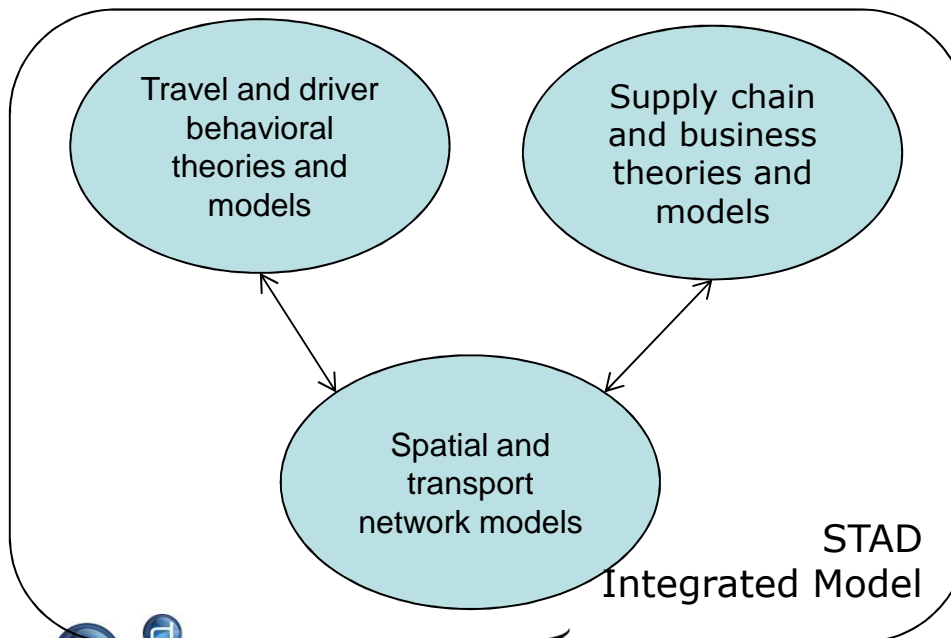 Travel and driver
behavioral
theories and
models
Supply chain
and business
theories and
models
Spatial and
transport
network models
STAD
Integrated Model